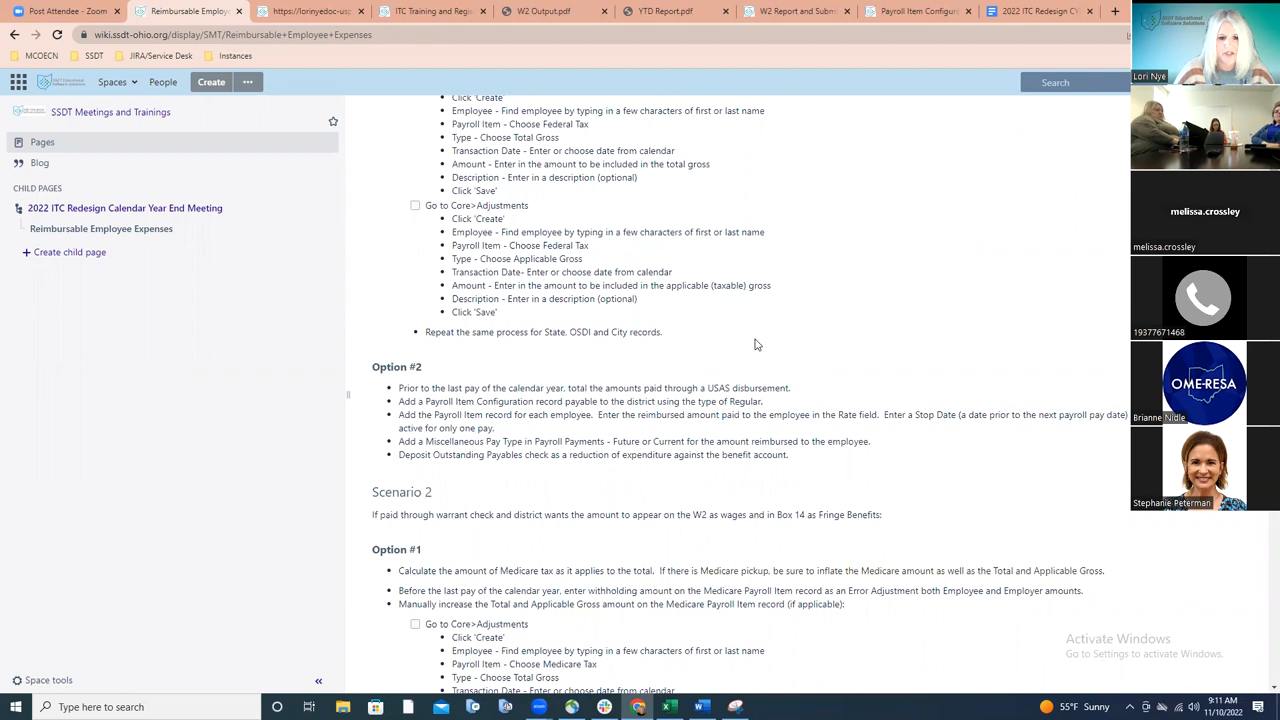 Post Attendee - Zoom
Reimbursable Employ
https://lorinyedoc-usp
ITC Training and Revie
W2 Output.pdf
YTD Report.pdf
W2 Report and Submi
Payroll Item Configura
2022 ITC Redesign CY
wiki.ssdt-ohio.org/display/SMT/Reimbursable+Employee+Expenses
MCOECN
SSDT
JIRA/Service Desk
Instances
Spaces
People
Create
Search
SSDT Meetings and Trainings
Pages
Blog
CHILD PAGES
2022 ITC Redesign Calendar Year End Meeting
Reimbursable Employee Expenses
Create child page
Space tools
Click 'Create'
Employee - Find employee by typing in a few characters of first or last name
Payroll Item - Choose Federal Tax
Type - Choose Total Gross
Transaction Date - Enter or choose date from calendar
Amount - Enter in the amount to be included in the total gross
Description - Enter in a description (optional)
Click 'Save'
Go to Core>Adjustments
Click 'Create'
Employee - Find employee by typing in a few characters of first or last name
Payroll Item - Choose Federal Tax
Type - Choose Applicable Gross
Transaction Date- Enter or choose date from calendar
Amount - Enter in the amount to be included in the applicable (taxable) gross
Description - Enter in a description (optional)
Click 'Save'
Repeat the same process for State, OSDI and City records.
Option #2
Prior to the last pay of the calendar year, total the amounts paid through a USAS disbursement.
Add a Payroll Item Configuration record payable to the district using the type of Regular.
Add the Payroll Item record for each employee. Enter the reimbursed amount paid to the employee in the Rate field. Enter a Stop Date (a date prior to the next payroll pay date)
active for only one pay.
Add a Miscellaneous Pay Type in Payroll Payments - Future or Current for the amount reimbursed to the employee.
Deposit Outstanding Payables check as a reduction of expenditure against the benefit account.
Scenario 2
If paid through warrant and district wants the amount to appear on the W2 as wages and in Box 14 as Fringe Benefits:
Option #1
Calculate the amount of Medicare tax as it applies to the total. If there is Medicare pickup, be sure to inflate the Medicare amount as well as the Total and Applicable Gross.
Before the last pay of the calendar year, enter withholding amount on the Medicare Payroll Item record as an Error Adjustment both Employee and Employer amounts.
Manually increase the Total and Applicable Gross amount on the Medicare Payroll Item record (if applicable):
Go to Core>Adjustments
Click 'Create'
Employee - Find employee by typing in a few characters of first or last name
Payroll Item - Choose Medicare Tax
Type - Choose Total Gross
Transaction Date - Enter or choose date from calendar
Activate Windows
Go to Settings to activate Windows.
Lori Nye
melissa.crossley
melissa.crossley
19377671468
OME-RESA
Brianne Nidle
Stephanie Peterman
Type here to search
55°F Sunny
9:11 AM
11/10/2022